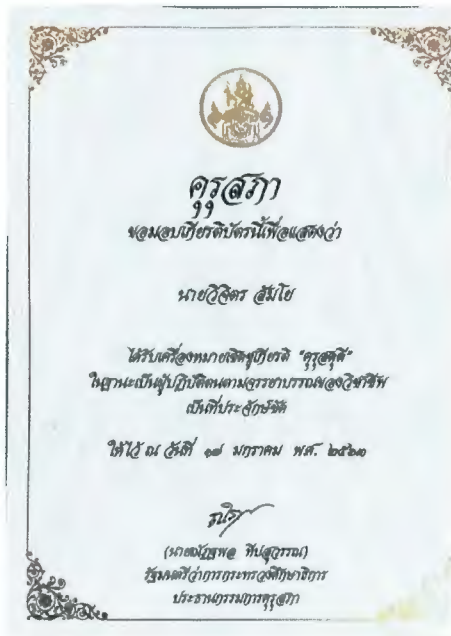 คุรุสภา
ขอมอบเกียรติบัตรนี้เพื่อแสดงว่า
นายวิจิตร สัมโย
ได้รับเครื่องหมายเชิดชูเกียรติ "คุรุสดุดี"
ในฐานะเป็นผู้ปฏิบัติตนตามจรรยาบรรณของวิชาชีพ
เป็นที่ประจักษ์ชัด
ให้ไว้ ณ วันที่ ๑๗ มกราคม พ.ศ. ๒๕๖๓
(นายณัฏฐพล ทีปสุวรรณ)
รัฐมนตรีว่าการกระทรวงศึกษาธิการ
ประธานกรรมการคุรุสภา